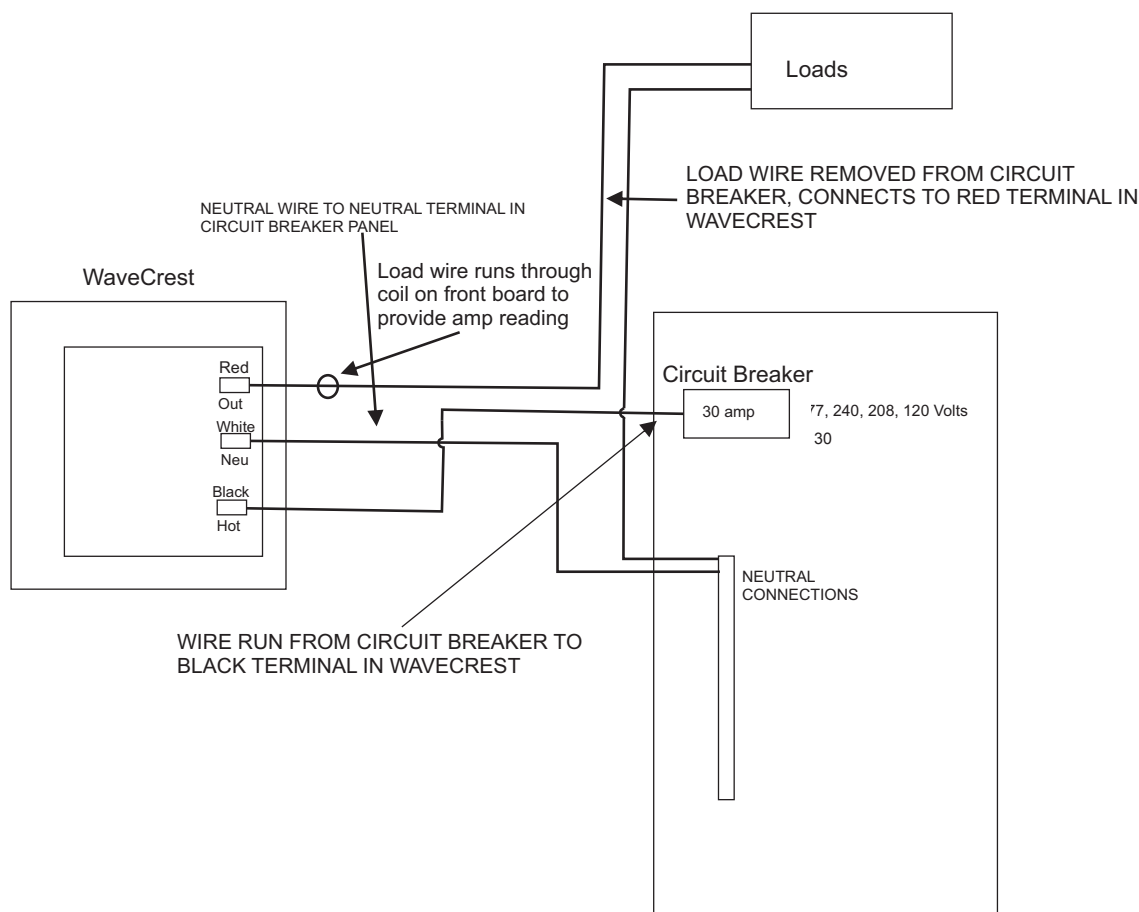 Loads
LOAD WIRE REMOVED FROM CIRCUIT
BREAKER, CONNECTS TO RED TERMINAL IN
WAVECREST
NEUTRAL WIRE TO NEUTRAL TERMINAL IN
CIRCUIT BREAKER PANEL
Load wire runs through
coil on front board to
provide amp reading
WaveCrest
Red
Out
White
Neu
Black
Hot
Circuit Breaker
30 amp
77, 240, 208, 120 Volts
30
NEUTRAL
CONNECTIONS
WIRE RUN FROM CIRCUIT BREAKER TO
BLACK TERMINAL IN WAVECREST